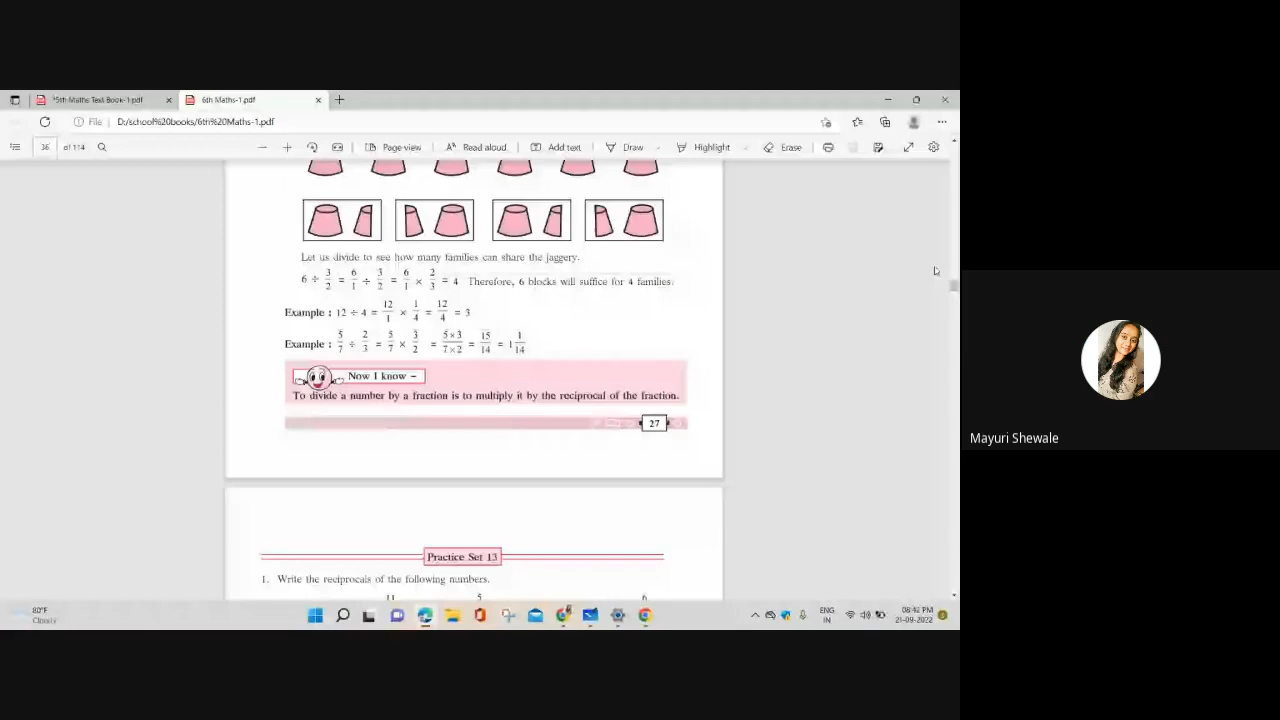 *5th Maths Text Book-1.pdf
6th Maths-1.pdf
File D:/school%20books/6th%20Maths-1.pdf
36 of 114 Page view Read aloud Add text Draw Highlight Erase
Let us divide to see how many families can share the jaggery.
6 ÷ 3/2 = 6/1 ÷ 3/2 = 6/1 × 2/3 = 4 Therefore, 6 blocks will suffice for 4 families.
Example : 12 ÷ 4 = 12/1 × 1/4 = 12/4 = 3
Example : 5/7 ÷ 2/3 = 5/7 × 3/2 = 5×3/7×2 = 15/14 = 1 1/14
Now I know –
To divide a number by a fraction is to multiply it by the reciprocal of the fraction.
27
Practice Set 13
1. Write the reciprocals of the following numbers.
11 5 6
80°F
Cloudy
ENG
IN
08:42 PM
21-09-2022
Mayuri Shewale